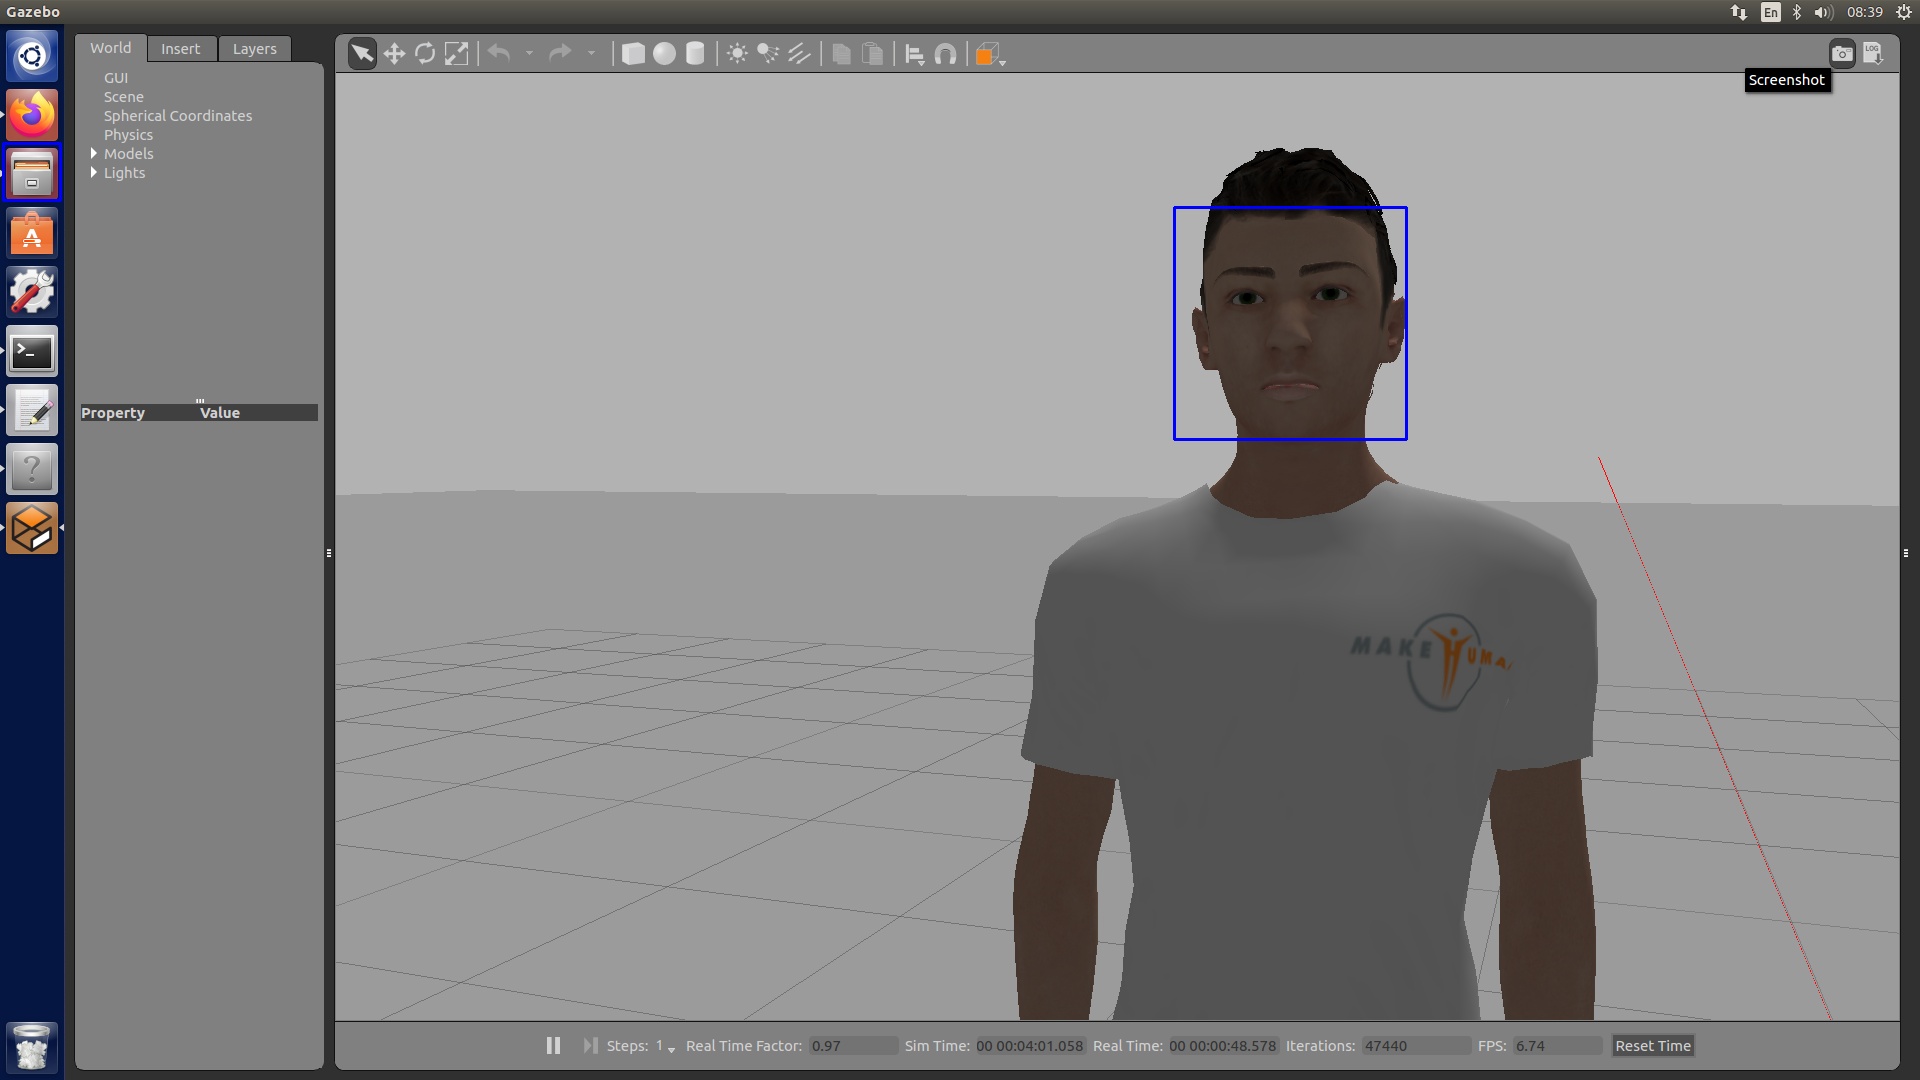 Gazebo
En
08:39
World
Insert
Layers
LOG
Screenshot
GUI
Scene
Spherical Coordinates
Physics
Models
Lights
Property
Value
MAKE HUMA
Steps: 1
Real Time Factor: 0.97
Sim Time: 00 00:04:01.058
Real Time: 00 00:00:48.578
Iterations: 47440
FPS: 6.74
Reset Time